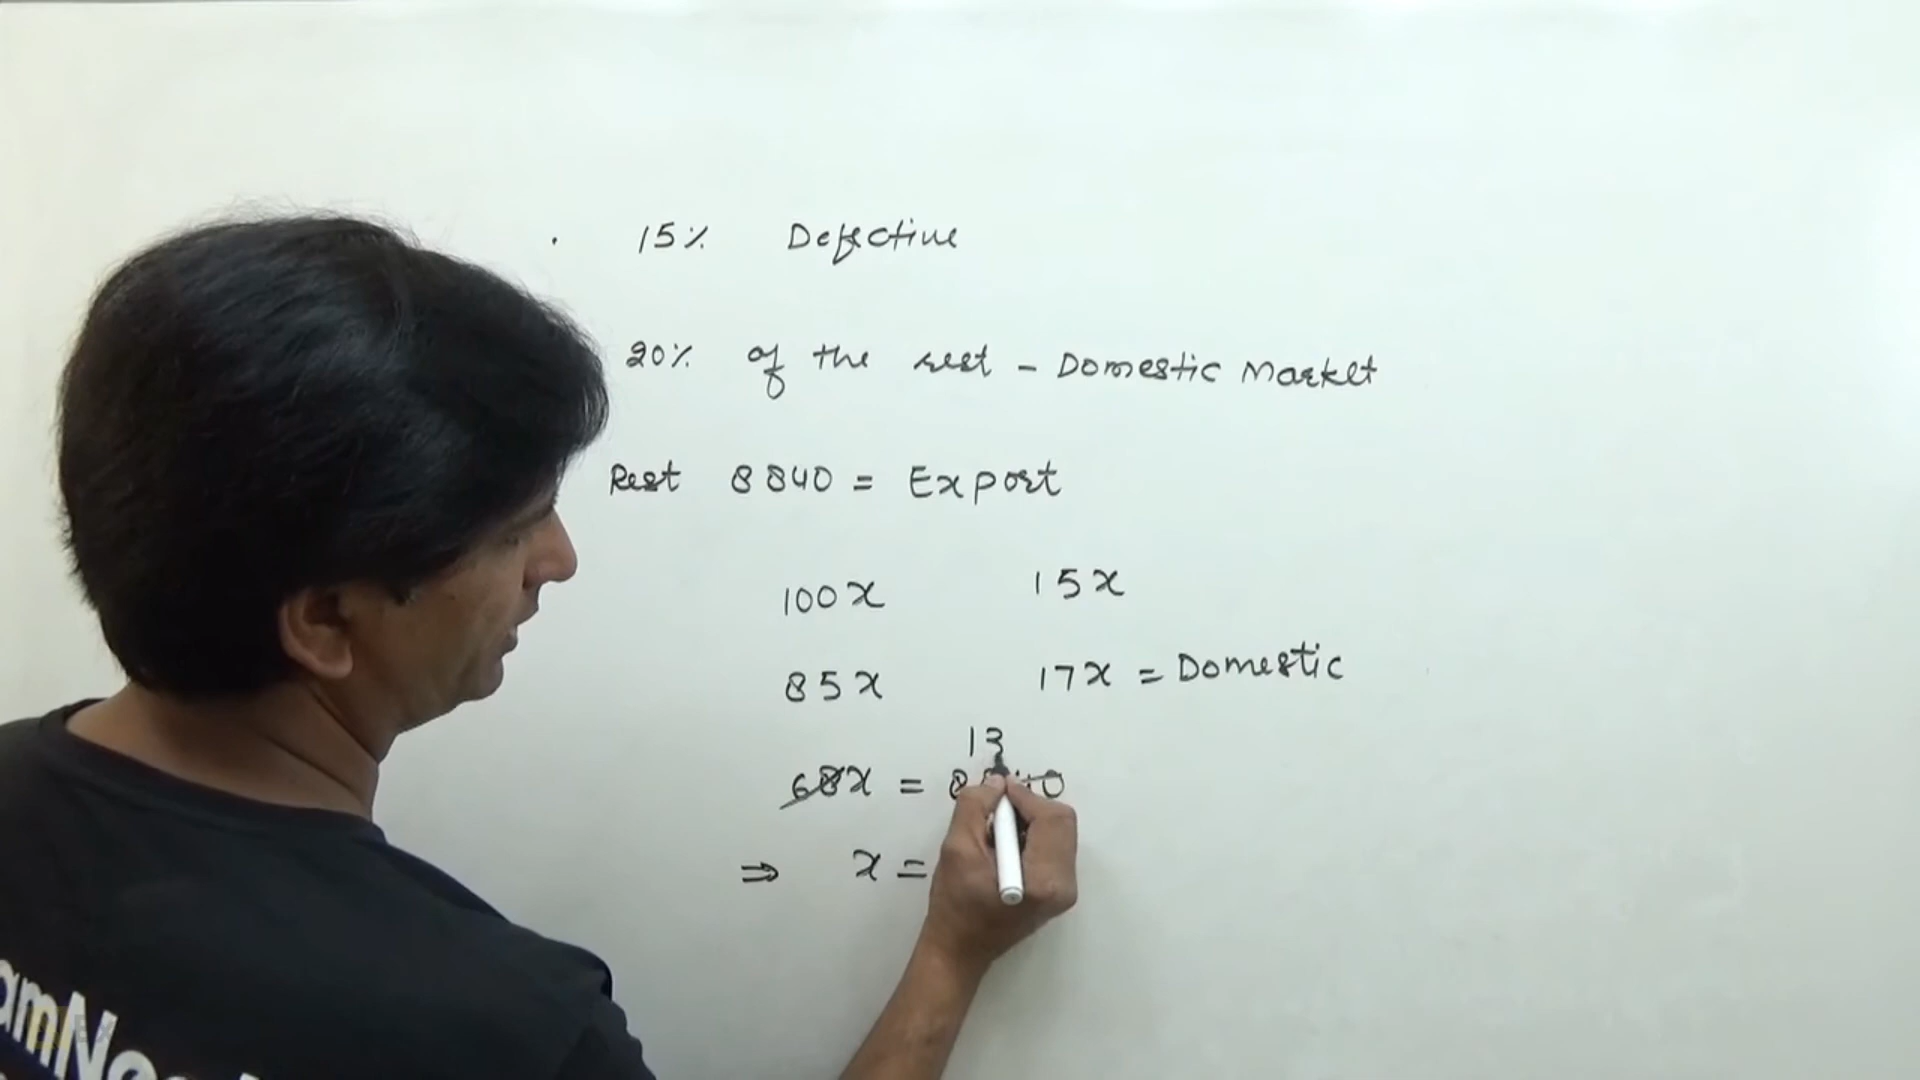 15% Defective
20% of the rest - Domestic Market
Rest 8840 = Export
100x 15x
85x 17x = Domestic
13
68x = 8840
⇒ x =